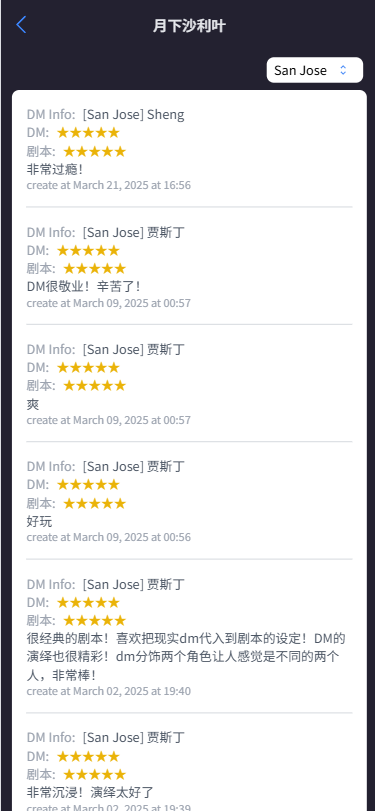 月下沙利叶
San Jose
DM Info: [San Jose] Sheng
DM: ★★★★★
剧本: ★★★★★
非常过瘾！
create at March 21, 2025 at 16:56
DM Info: [San Jose] 贾斯丁
DM: ★★★★★
剧本: ★★★★★
DM很敬业！辛苦了！
create at March 09, 2025 at 00:57
DM Info: [San Jose] 贾斯丁
DM: ★★★★★
剧本: ★★★★★
爽
create at March 09, 2025 at 00:57
DM Info: [San Jose] 贾斯丁
DM: ★★★★★
剧本: ★★★★★
好玩
create at March 09, 2025 at 00:56
DM Info: [San Jose] 贾斯丁
DM: ★★★★★
剧本: ★★★★★
很经典的剧本！喜欢把现实dm代入到剧本的设定！DM的
演绎也很精彩！dm分饰两个角色让人感觉是不同的两个
人，非常棒！
create at March 02, 2025 at 19:40
DM Info: [San Jose] 贾斯丁
DM: ★★★★★
剧本: ★★★★★
非常沉浸！演绎太好了
create at March 02, 2025 at 19:39